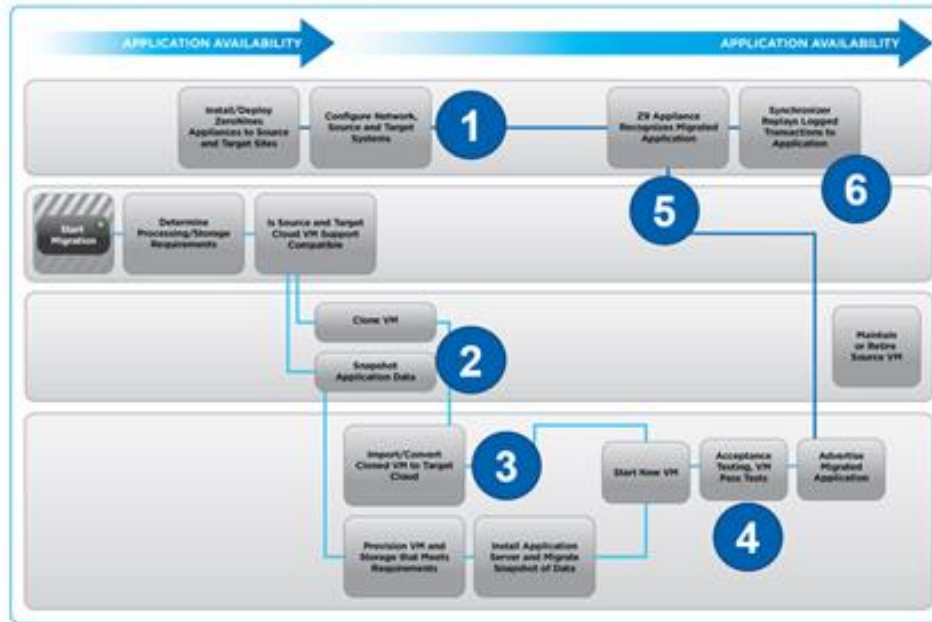 APPLICATION AVAILABILITY
APPLICATION AVAILABILITY
Install/Deploy
ZeroNines
Appliances to Source
and Target Sites
Configure Network,
Source and Target
Systems
1
Z9 Appliance
Recognizes Migrated
Application
Synchronizer
Replays Logged
Transactions to
Application
5
6
Start
Migration
Determine
Processing/Storage
Requirements
Is Source and Target
Cloud VM Support
Compatible
Clone VM
Snapshot
Application Data
2
Maintain
or Retire
Source VM
Import/Convert
Cloned VM to Target
Cloud
3
Start New VM
Acceptance
Testing, VM
Pass Tests
Advertise
Migrated
Application
4
Provision VM and
Storage that Meets
Requirements
Install Application
Server and Migrate
Snapshot of Data